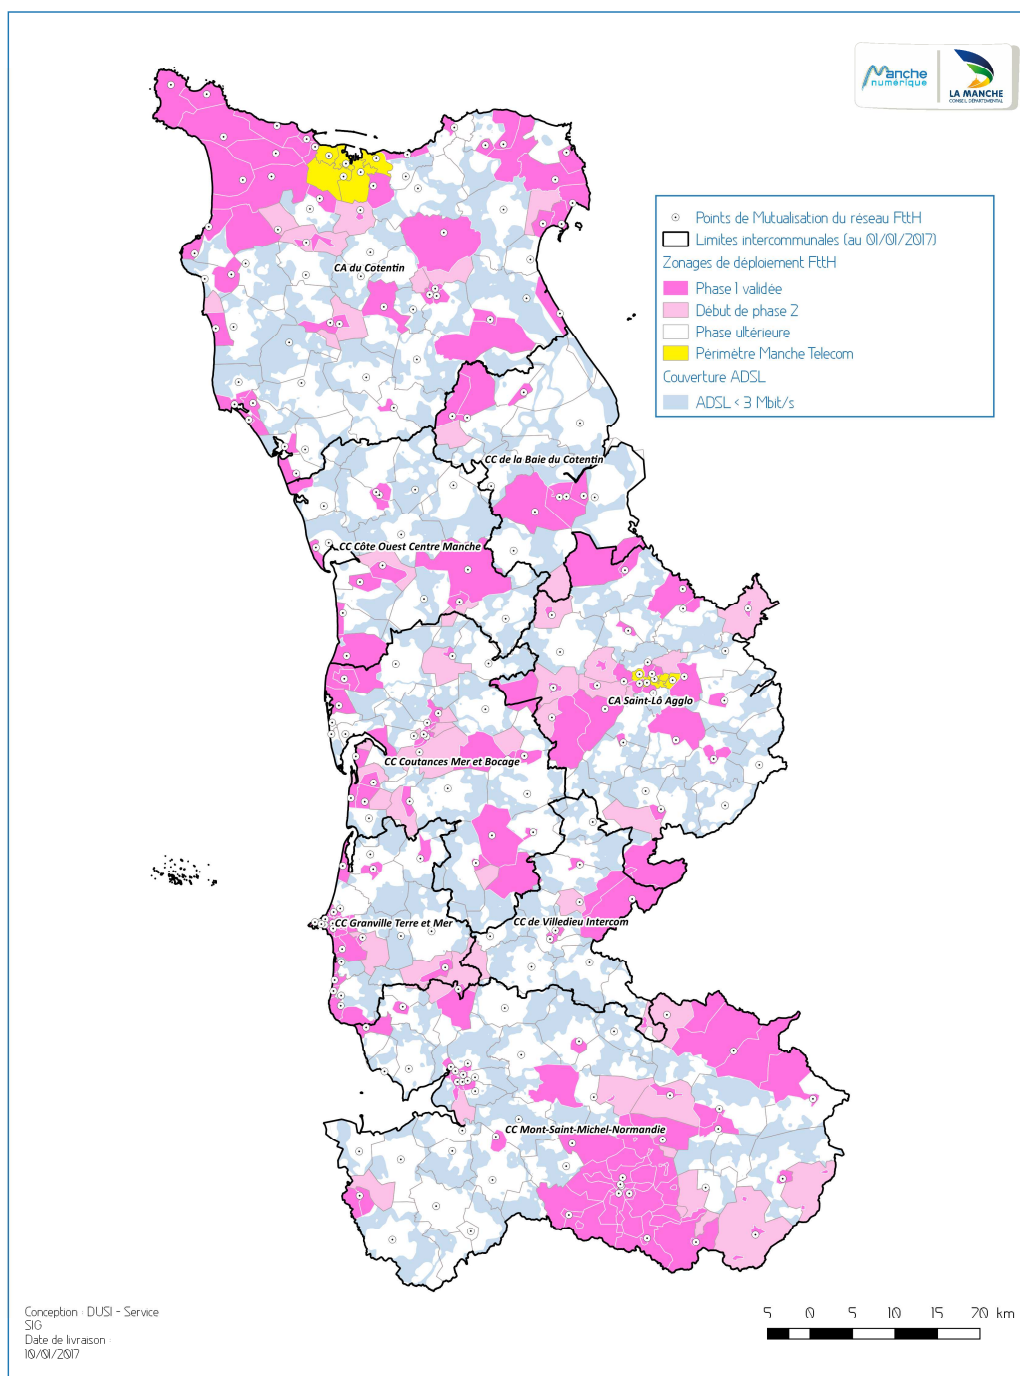 Manche
numérique
LA MANCHE
CONSEIL DÉPARTEMENTAL
Points de Mutualisation du réseau FttH
Limites intercommunales (au 01/01/2017)
Zonages de déploiement FttH
Phase 1 validée
Début de phase 2
Phase ultérieure
Périmètre Manche Telecom
Couverture ADSL
ADSL < 3 Mbit/s
CA du Cotentin
CC de la Baie du Cotentin
CC Côte Ouest Centre Manche
CA Saint-Lô Agglo
CC Coutances Mer et Bocage
CC Granville Terre et Mer
CC de Villedieu Intercom
CC Mont-Saint-Michel-Normandie
Conception : DUSI - Service
SIG
Date de livraison :
10/01/2017
5 0 5 10 15 20 km